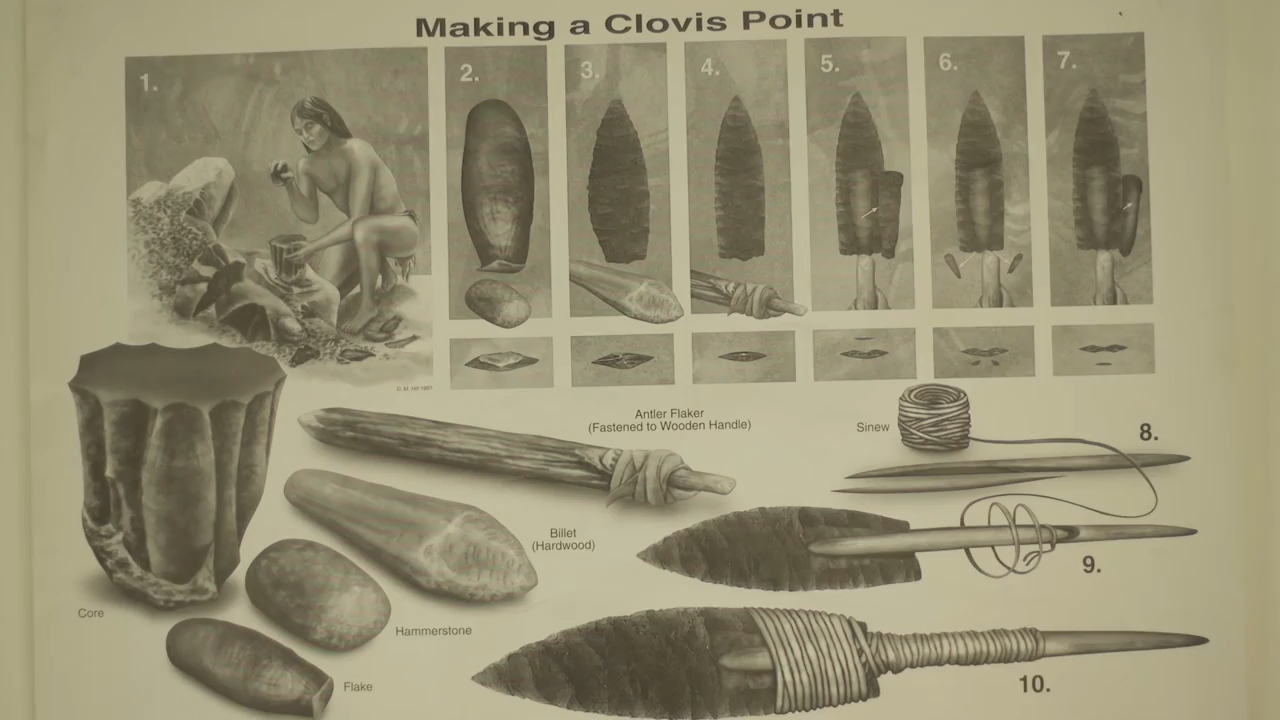 Making a Clovis Point
1.
2.
3.
4.
5.
6.
7.
Antler Flaker
(Fastened to Wooden Handle)
Sinew
8.
Billet
(Hardwood)
9.
Core
Hammerstone
Flake
10.